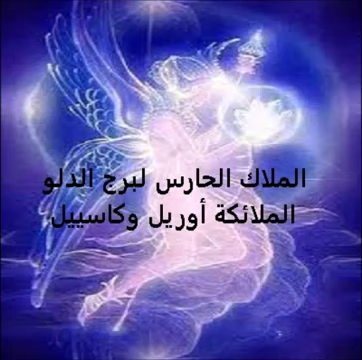 الملاك الحارس لبرج الدلو
الملائكة أوريل وكاسييل